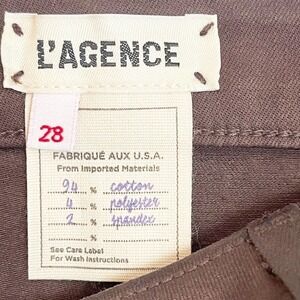 L'AGENCE
28
FABRIQUÉ AUX U.S.A.
From Imported Materials
94 % cotton
4 % polyester
2 % spandex
%
See Care Label
For Wash Instructions